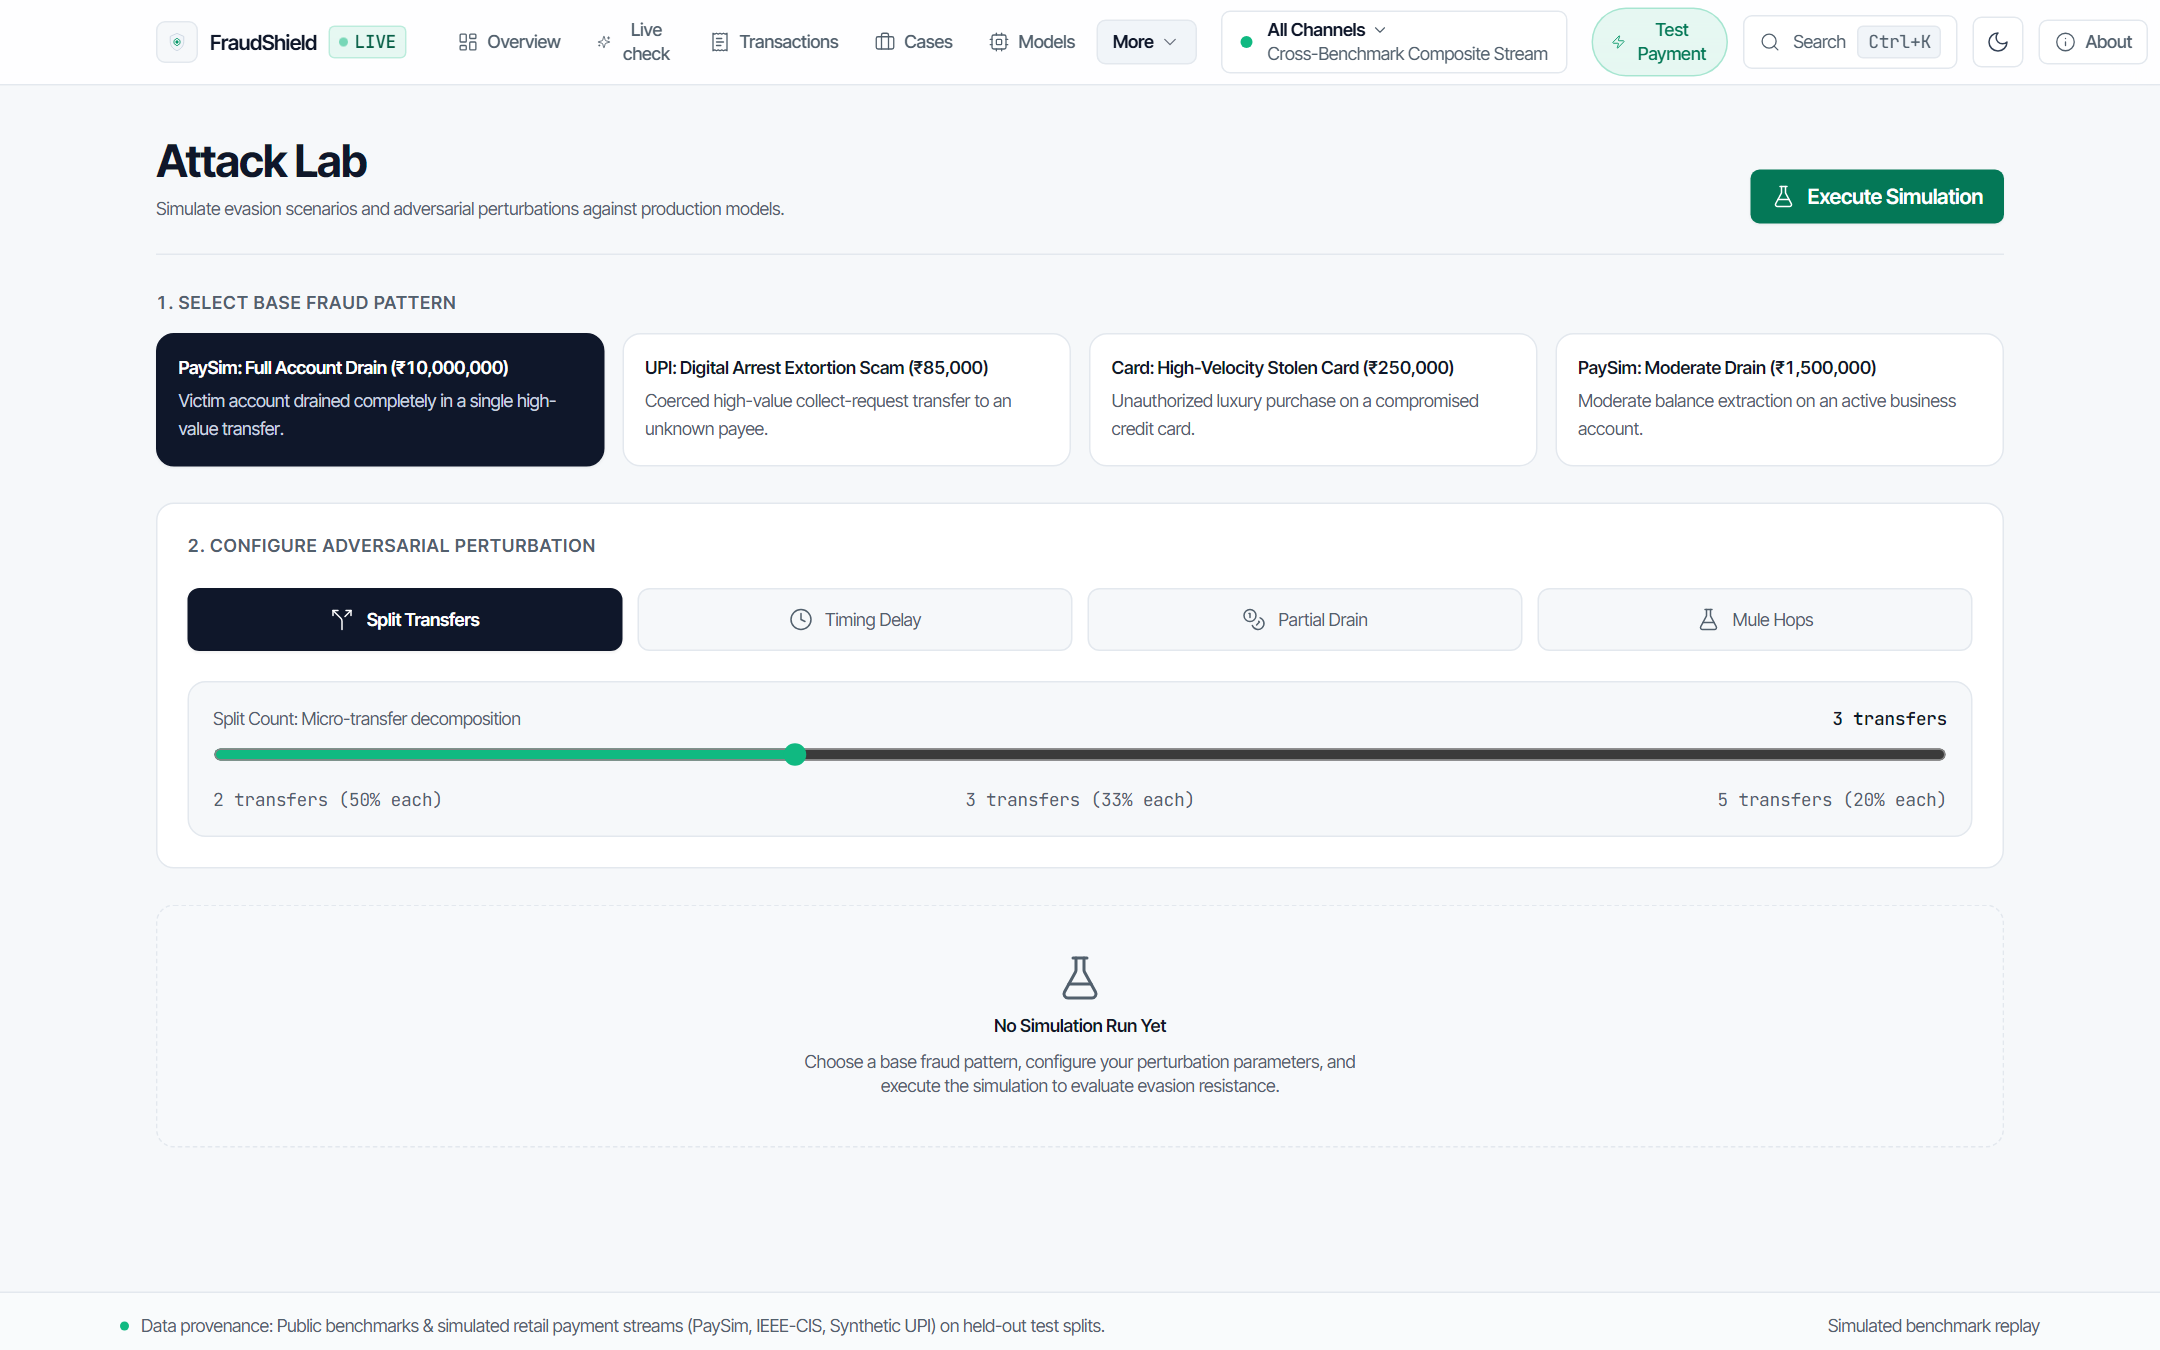 FraudShield
LIVE
Overview
Live
check
Transactions
Cases
Models
More
All Channels
Cross-Benchmark Composite Stream
Test
Payment
Search
Ctrl+K
About
Attack Lab
Simulate evasion scenarios and adversarial perturbations against production models.
Execute Simulation
1. SELECT BASE FRAUD PATTERN
PaySim: Full Account Drain (₹10,000,000)
Victim account drained completely in a single high-
value transfer.
UPI: Digital Arrest Extortion Scam (₹85,000)
Coerced high-value collect-request transfer to an
unknown payee.
Card: High-Velocity Stolen Card (₹250,000)
Unauthorized luxury purchase on a compromised
credit card.
PaySim: Moderate Drain (₹1,500,000)
Moderate balance extraction on an active business
account.
2. CONFIGURE ADVERSARIAL PERTURBATION
Split Transfers
Timing Delay
Partial Drain
Mule Hops
Split Count: Micro-transfer decomposition
3 transfers
2 transfers (50% each)
3 transfers (33% each)
5 transfers (20% each)
No Simulation Run Yet
Choose a base fraud pattern, configure your perturbation parameters, and
execute the simulation to evaluate evasion resistance.
Data provenance: Public benchmarks & simulated retail payment streams (PaySim, IEEE-CIS, Synthetic UPI) on held-out test splits.
Simulated benchmark replay